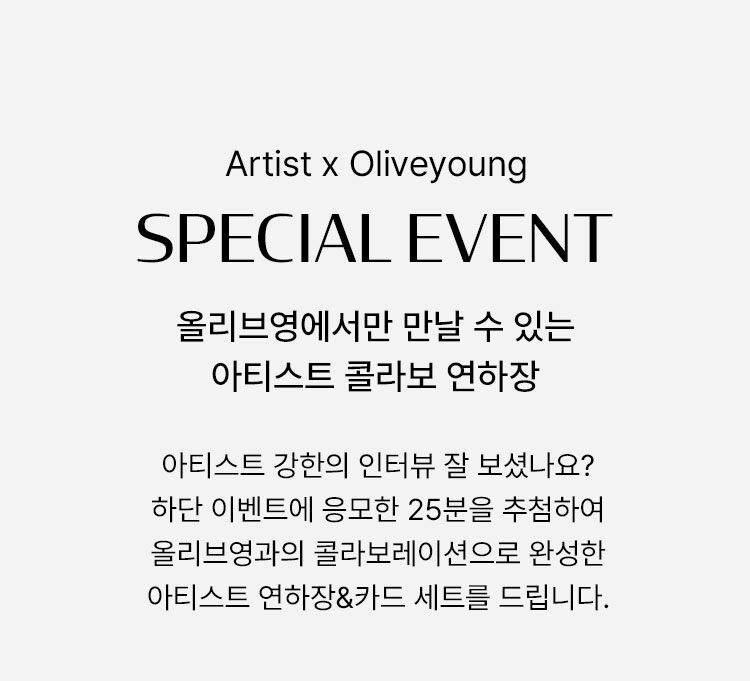 Artist x Oliveyoung
SPECIAL EVENT
올리브영에서만 만날 수 있는
아티스트 콜라보 연하장
아티스트 강한의 인터뷰 잘 보셨나요?
하단 이벤트에 응모한 25분을 추첨하여
올리브영과의 콜라보레이션으로 완성한
아티스트 연하장&카드 세트를 드립니다.